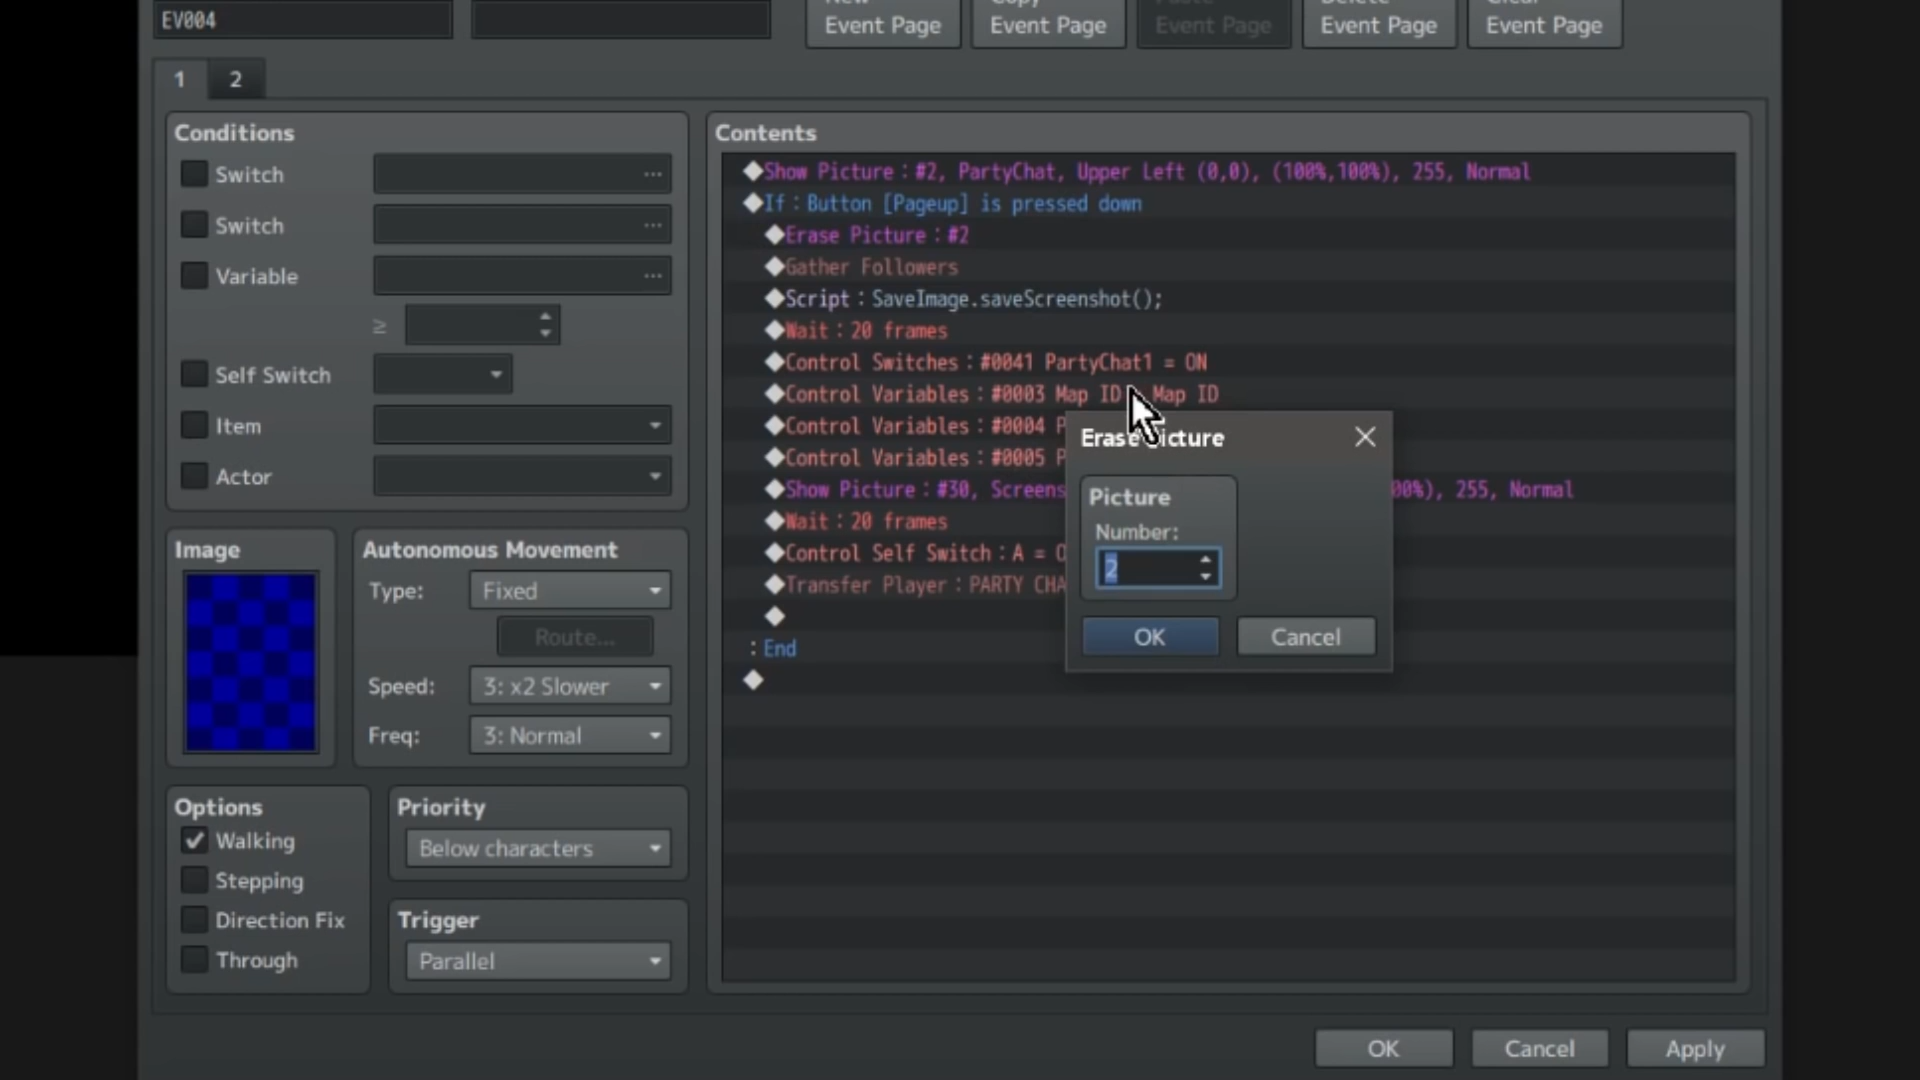 EV004
Event Page
Event Page
Event Page
Event Page
Event Page
1
2
Conditions
Switch
...
Switch
...
Variable
...
≥
Self Switch
Item
Actor
Image
Autonomous Movement
Type:
Fixed
Route...
Speed:
3: x2 Slower
Freq:
3: Normal
Options
Walking
Stepping
Direction Fix
Through
Priority
Below characters
Trigger
Parallel
Contents
◆Show Picture：#2, PartyChat, Upper Left (0,0), (100%,100%), 255, Normal
◆If：Button [Pageup] is pressed down
◆Erase Picture：#2
◆Gather Followers
◆Script：SaveImage.saveScreenshot();
◆Wait：20 frames
◆Control Switches：#0041 PartyChat1 = ON
◆Control Variables：#0003 Map ID Map ID
◆Control Variables：#0004
◆Control Variables：#0005
◆Show Picture：#30, 255, Normal
◆Wait：20 frames
◆Control Self Switch：A =
◆Transfer Player：PARTY
◆
：End
◆
Erase Picture
Picture
Number:
2
OK
Cancel
OK
Cancel
Apply